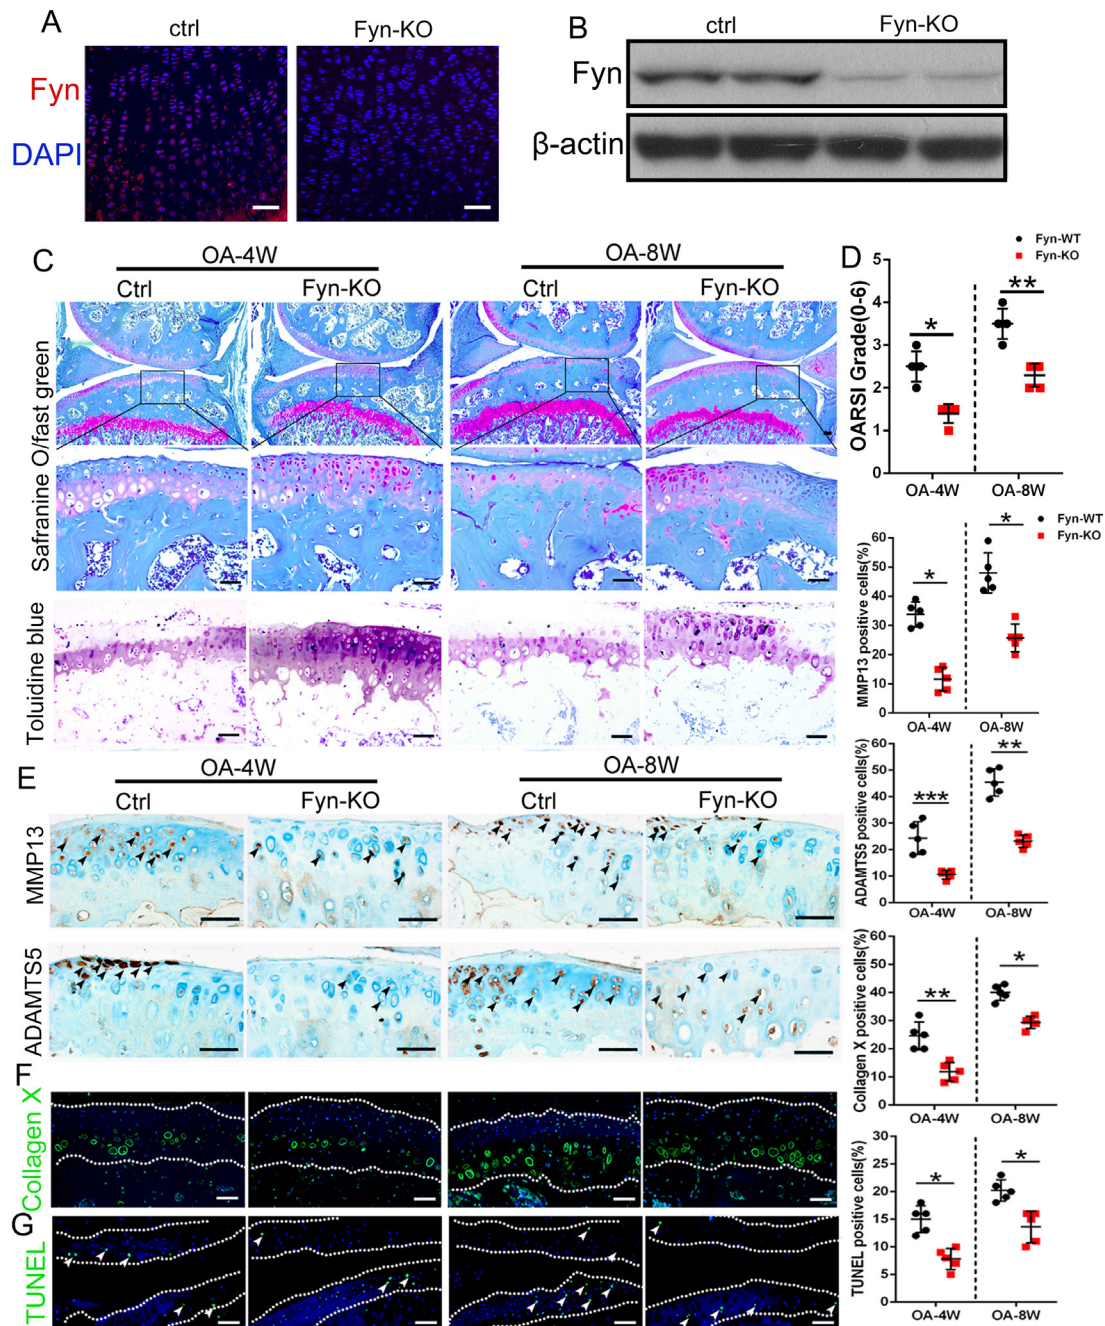 A
ctrl
Fyn-KO
Fyn
DAPI
B
ctrl
Fyn-KO
Fyn
β-actin
C
OA-4W
OA-8W
Ctrl
Fyn-KO
Ctrl
Fyn-KO
Safranine O/fast green
Toluidine blue
D
Fyn-WT
Fyn-KO
OARSI Grade(0-6)
5
4
3
2
1
0
*
**
OA-4W
OA-8W
Fyn-WT
Fyn-KO
MMP13 positive cells(%)
60
50
40
30
20
10
0
*
*
OA-4W
OA-8W
ADAMTS5 positive cells(%)
60
50
40
30
20
10
0
***
**
OA-4W
OA-8W
Collagen X positive cells(%)
60
50
40
30
20
10
0
**
*
OA-4W
OA-8W
TUNEL positive cells(%)
30
25
20
15
10
5
0
*
*
OA-4W
OA-8W
E
OA-4W
OA-8W
Ctrl
Fyn-KO
Ctrl
Fyn-KO
MMP13
ADAMTS5
F
Collagen X
G
TUNEL